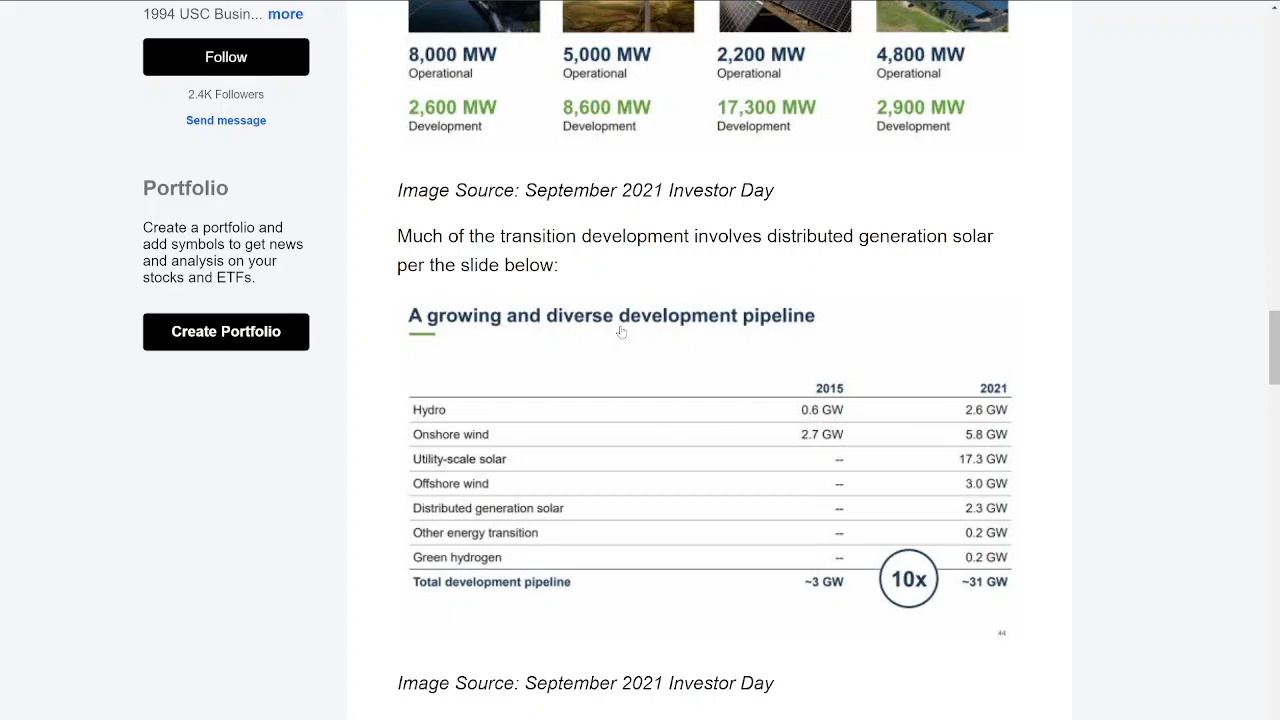 1994 USC Busin... more
Follow
2.4K Followers
Send message
Portfolio
Create a portfolio and
add symbols to get news
and analysis on your
stocks and ETFs.
Create Portfolio
8,000 MW 5,000 MW 2,200 MW 4,800 MW
Operational Operational Operational Operational
2,600 MW 8,600 MW 17,300 MW 2,900 MW
Development Development Development Development
Image Source: September 2021 Investor Day
Much of the transition development involves distributed generation solar
per the slide below:
A growing and diverse development pipeline
2015 2021
Hydro 0.6 GW 2.6 GW
Onshore wind 2.7 GW 5.8 GW
Utility-scale solar -- 17.3 GW
Offshore wind -- 3.0 GW
Distributed generation solar -- 2.3 GW
Other energy transition -- 0.2 GW
Green hydrogen -- 0.2 GW
Total development pipeline ~3 GW 10x ~31 GW
44
Image Source: September 2021 Investor Day